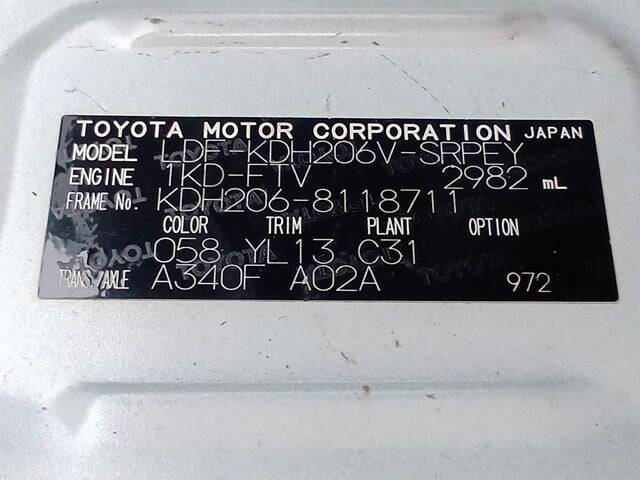 TOYOTA MOTOR CORPORATION JAPAN
MODEL LDF-KDH206V-SRPEY
ENGINE 1KD-FTV 2982 mL
FRAME No. KDH206-8118711
COLOR TRIM PLANT OPTION
058 YL13 C31
TRANS./AXLE A340F A02A 972